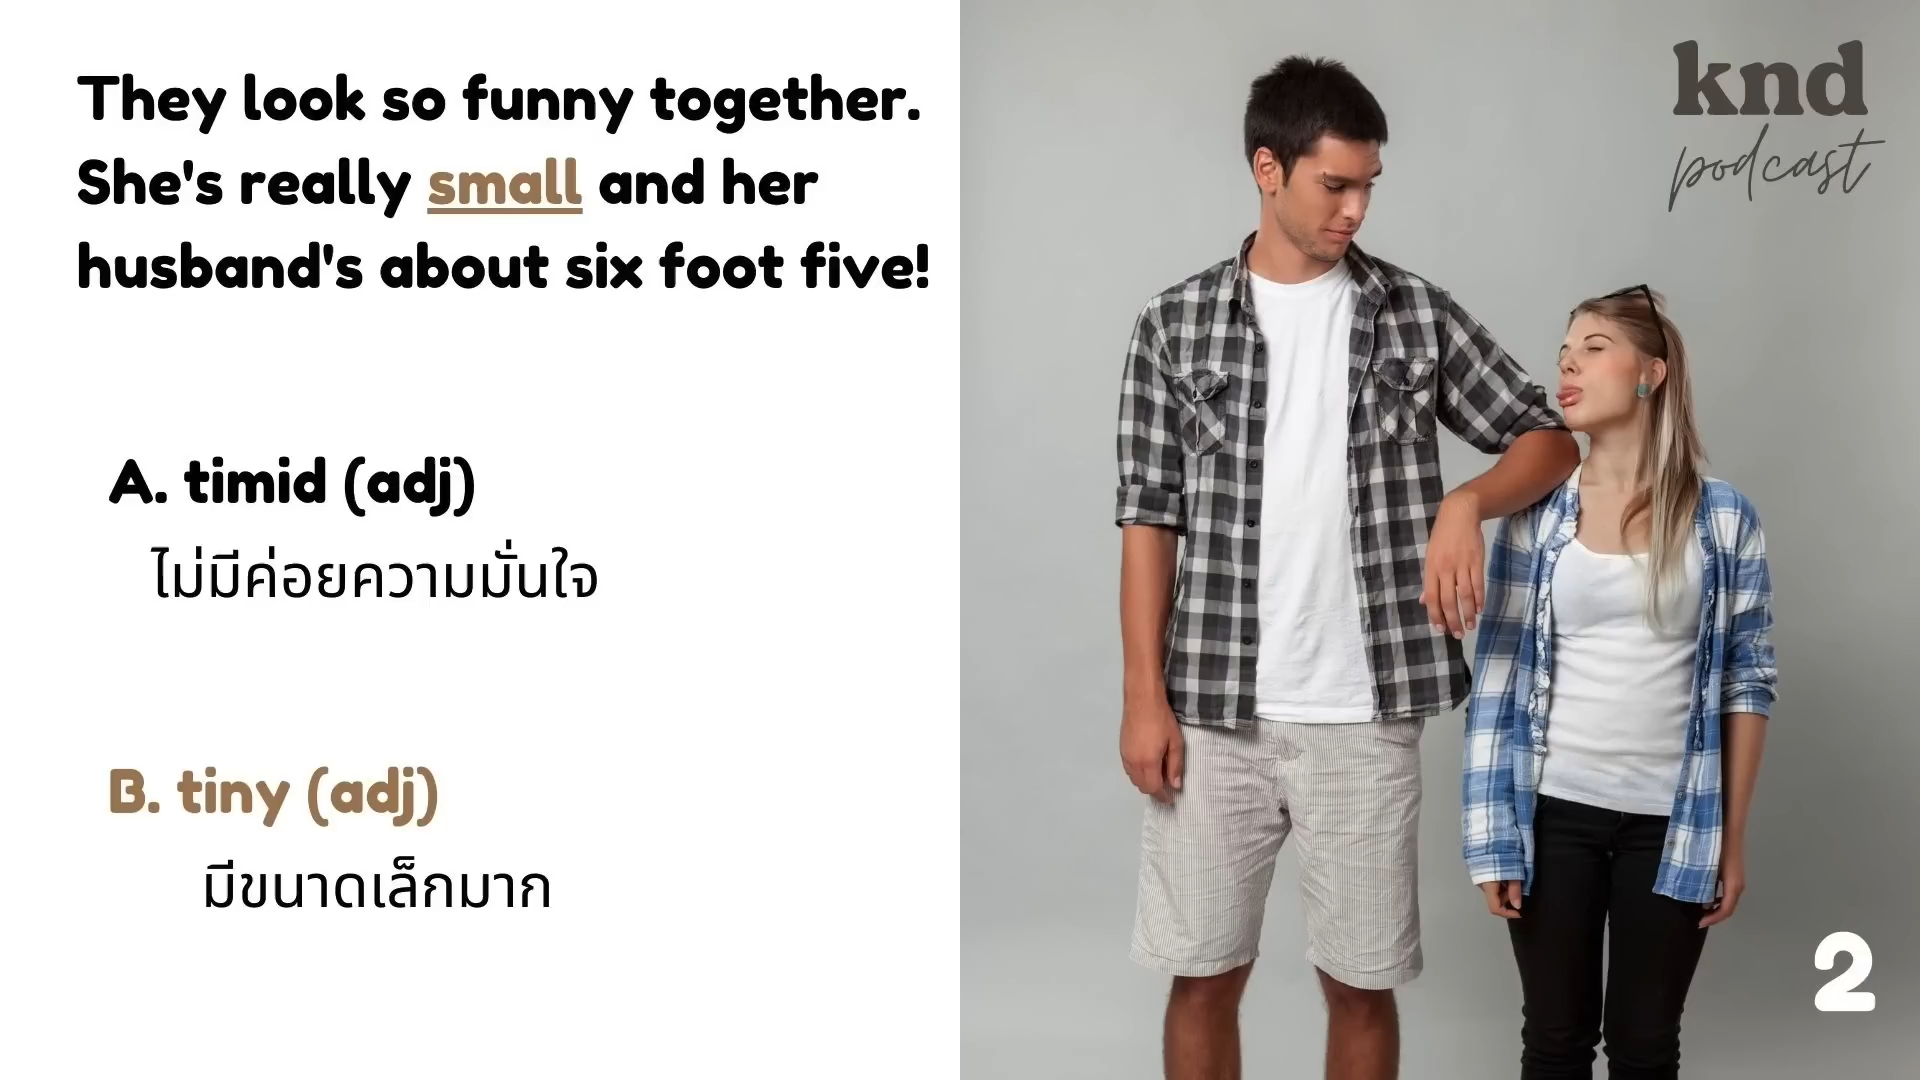 They look so funny together.
She's really small and her
husband's about six foot five!
A. timid (adj)
ไม่มีค่อยความมั่นใจ
B. tiny (adj)
มีขนาดเล็กมาก
knd
podcast
2